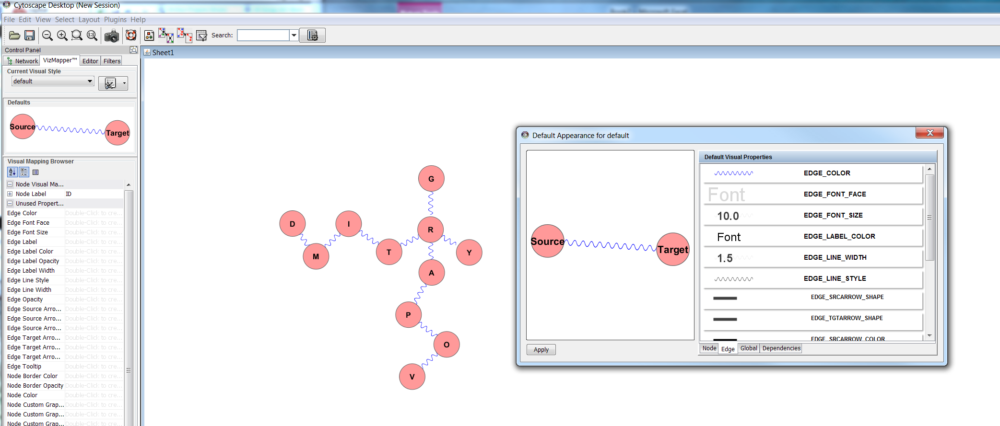 Cytoscape Desktop (New Session)
File Edit View Select Layout Plugins Help
Search:
Control Panel
Network VizMapper™ Editor Filters
Current Visual Style
default
Defaults
Source Target
Visual Mapping Browser
Node Visual Ma...
Node Label ID
Unused Propert...
Edge Color Double-Click to cre...
Edge Font Face Double-Click to cre...
Edge Font Size Double-Click to cre...
Edge Label Double-Click to cre...
Edge Label Color Double-Click to cre...
Edge Label Opacity Double-Click to cre...
Edge Label Width Double-Click to cre...
Edge Line Style Double-Click to cre...
Edge Line Width Double-Click to cre...
Edge Opacity Double-Click to cre...
Edge Source Arro... Double-Click to cre...
Edge Source Arro... Double-Click to cre...
Edge Source Arro... Double-Click to cre...
Edge Target Arro... Double-Click to cre...
Edge Target Arro... Double-Click to cre...
Edge Target Arro... Double-Click to cre...
Edge Tooltip Double-Click to cre...
Node Border Color Double-Click to cre...
Node Border Opacity Double-Click to cre...
Node Color Double-Click to cre...
Node Custom Grap... Double-Click to cre...
Node Custom Grap... Double-Click to cre...
Node Custom Grap... Double-Click to cre...
Sheet1
G
D I R
M T Y
A
P
O
V
Default Appearance for default
Source Target
Apply
Default Visual Properties
EDGE_COLOR
Font EDGE_FONT_FACE
10.0 EDGE_FONT_SIZE
Font EDGE_LABEL_COLOR
1.5 EDGE_LINE_WIDTH
EDGE_LINE_STYLE
EDGE_SRCARROW_SHAPE
EDGE_TGTARROW_SHAPE
EDGE_SRCARROW_COLOR
Node Edge Global Dependencies